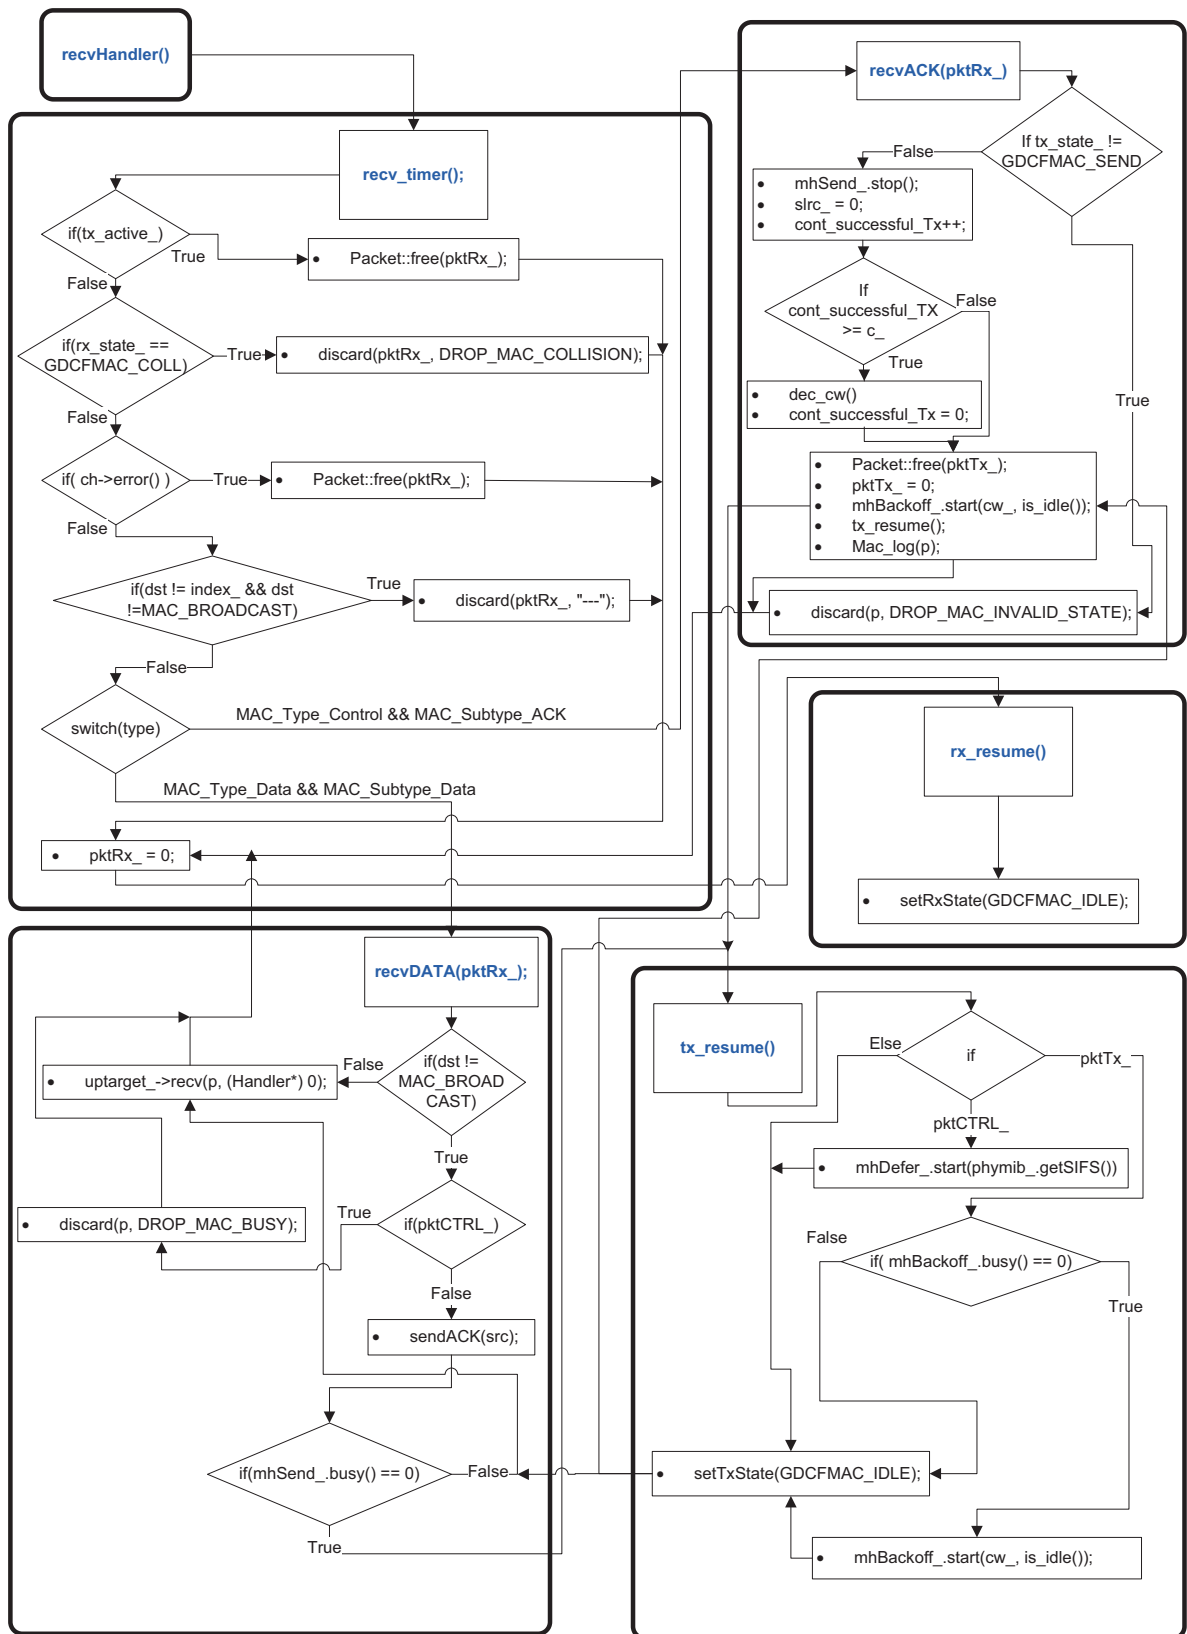 recvHandler()
recv_timer();
if(tx_active_)
True
Packet::free(pktRx_);
False
if(rx_state_ ==
GDCFMAC_COLL)
True
discard(pktRx_, DROP_MAC_COLLISION);
False
if( ch->error() )
True
Packet::free(pktRx_);
False
if(dst != index_ && dst
!=MAC_BROADCAST)
True
discard(pktRx_, "---");
False
switch(type)
MAC_Type_Control && MAC_Subtype_ACK
MAC_Type_Data && MAC_Subtype_Data
pktRx_ = 0;
recvACK(pktRx_)
If tx_state_ !=
GDCFMAC_SEND
False
mhSend_.stop();
slrc_ = 0;
cont_successful_Tx++;
If
cont_successful_TX
>= c_
False
True
dec_cw()
cont_successful_Tx = 0;
True
Packet::free(pktTx_);
pktTx_ = 0;
mhBackoff_.start(cw_, is_idle());
tx_resume();
Mac_log(p);
discard(p, DROP_MAC_INVALID_STATE);
rx_resume()
setRxState(GDCFMAC_IDLE);
recvDATA(pktRx_);
if(dst !=
MAC_BROAD
CAST)
False
uptarget_->recv(p, (Handler*) 0);
True
if(pktCTRL_)
True
discard(p, DROP_MAC_BUSY);
False
sendACK(src);
if(mhSend_.busy() == 0)
False
True
tx_resume()
if
Else
pktTx_
pktCTRL_
mhDefer_.start(phymib_.getSIFS())
if( mhBackoff_.busy() == 0)
False
True
setTxState(GDCFMAC_IDLE);
mhBackoff_.start(cw_, is_idle());